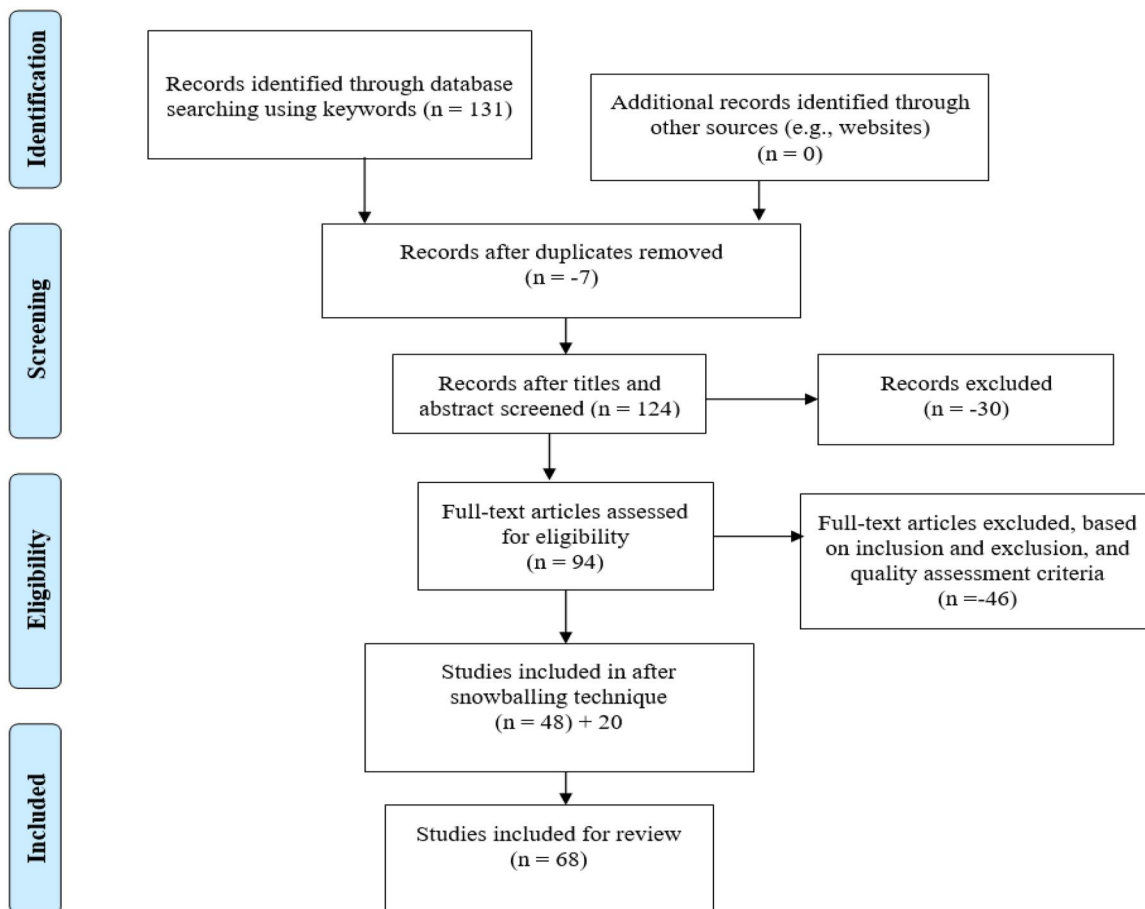 Identification
Records identified through database
searching using keywords (n = 131)
Additional records identified through
other sources (e.g., websites)
(n = 0)
Screening
Records after duplicates removed
(n = -7)
Records after titles and
abstract screened (n = 124)
Records excluded
(n = -30)
Eligibility
Full-text articles assessed
for eligibility
(n = 94)
Full-text articles excluded, based
on inclusion and exclusion, and
quality assessment criteria
(n =-46)
Studies included in after
snowballing technique
(n = 48) + 20
Included
Studies included for review
(n = 68)